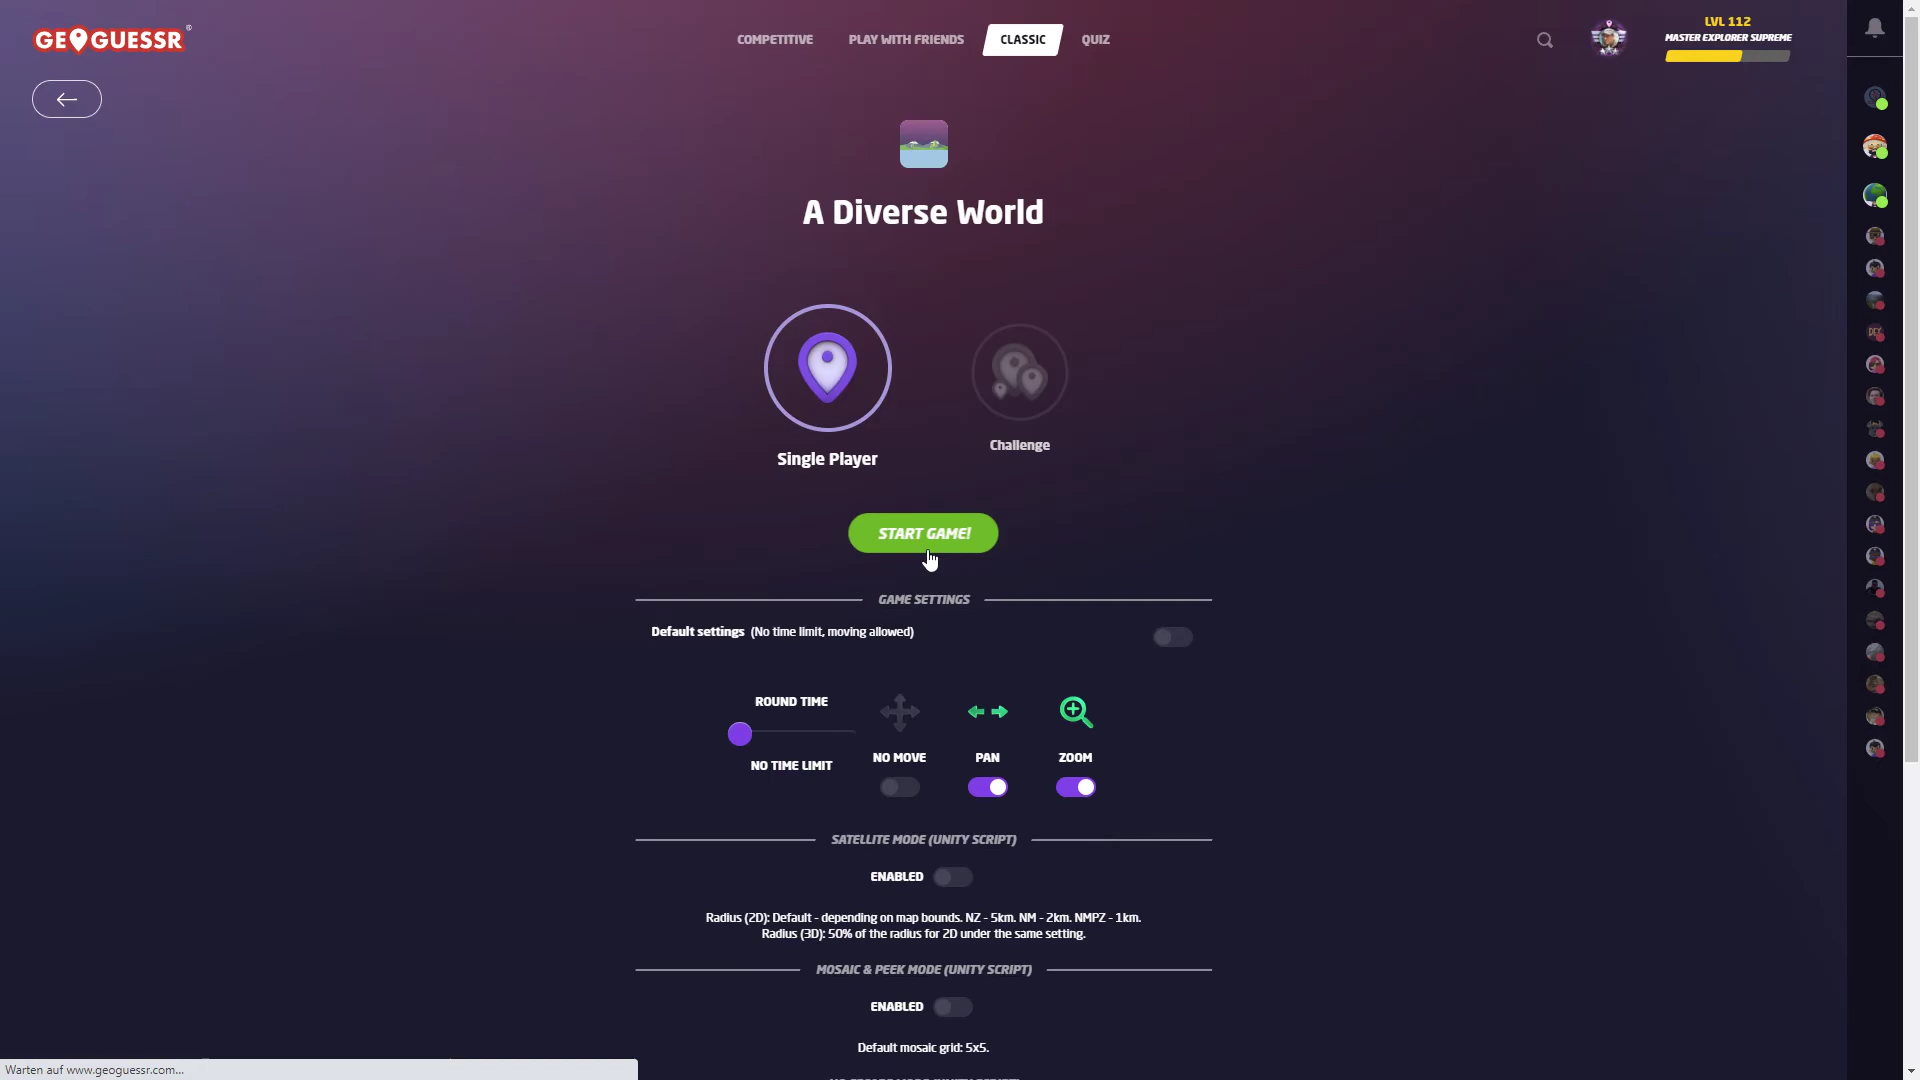 GEOGUESSR®
COMPETITIVE
PLAY WITH FRIENDS
CLASSIC
QUIZ
LVL 112
MASTER EXPLORER SUPREME
A Diverse World
Single Player
Challenge
START GAME!
GAME SETTINGS
Default settings (No time limit, moving allowed)
ROUND TIME
NO TIME LIMIT
NO MOVE
PAN
ZOOM
SATELLITE MODE (UNITY SCRIPT)
ENABLED
Radius (2D): Default - depending on map bounds. NZ - 5km. NM - 2km. NMPZ - 1km.
Radius (3D): 50% of the radius for 2D under the same setting.
MOSAIC & PEEK MODE (UNITY SCRIPT)
ENABLED
Default mosaic grid: 5x5.
Warten auf www.geoguessr.com...